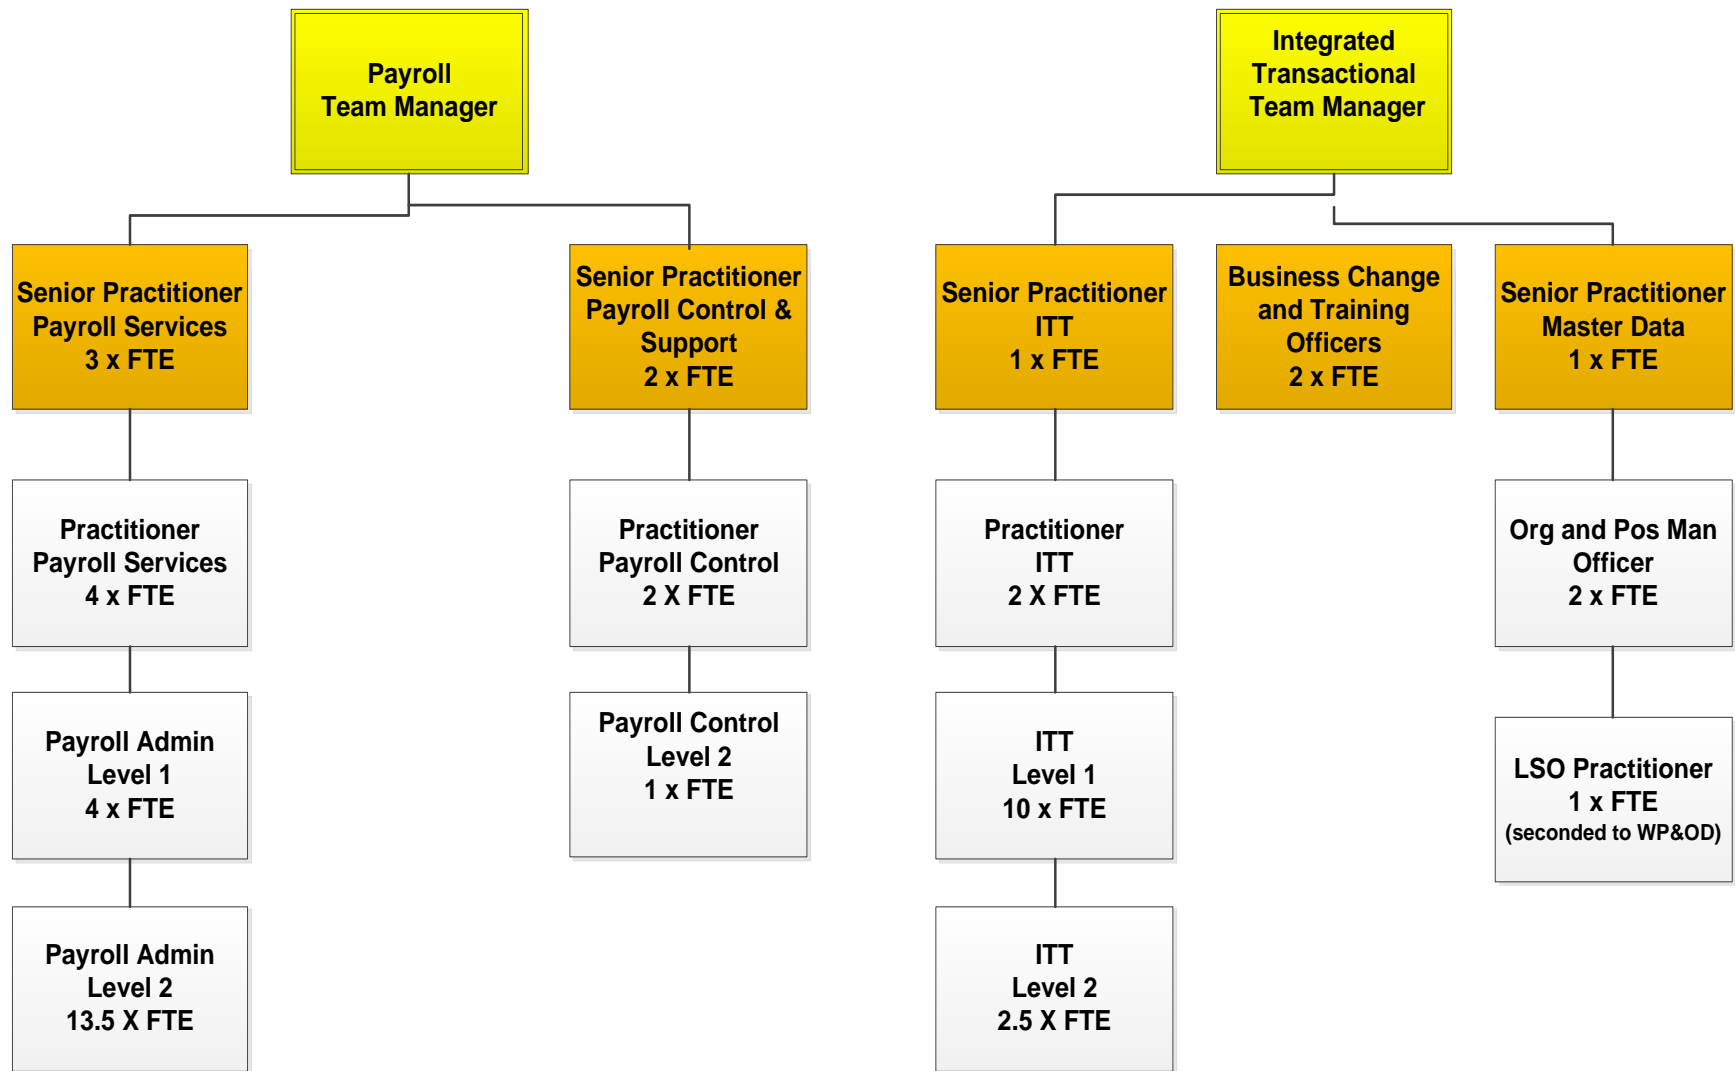 Payroll
Team Manager
Integrated
Transactional
Team Manager
Senior Practitioner
Payroll Services
3 x FTE
Senior Practitioner
Payroll Control &
Support
2 x FTE
Senior Practitioner
ITT
1 x FTE
Business Change
and Training
Officers
2 x FTE
Senior Practitioner
Master Data
1 x FTE
Practitioner
Payroll Services
4 x FTE
Practitioner
Payroll Control
2 X FTE
Practitioner
ITT
2 X FTE
Org and Pos Man
Officer
2 x FTE
Payroll Admin
Level 1
4 x FTE
Payroll Control
Level 2
1 x FTE
ITT
Level 1
10 x FTE
LSO Practitioner
1 x FTE
(seconded to WP&OD)
Payroll Admin
Level 2
13.5 X FTE
ITT
Level 2
2.5 X FTE